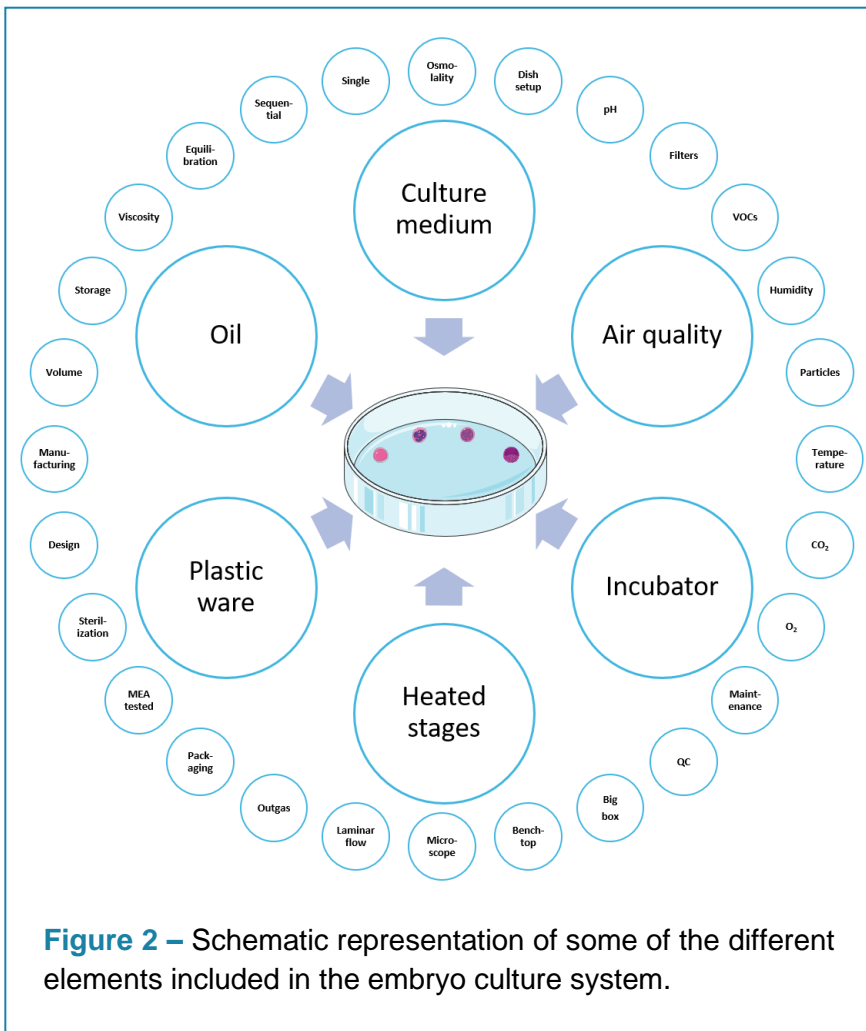 Osmo-
lality
Dish
setup
pH
Filters
VOCs
Humidity
Particles
Tempe-
rature
CO₂
O₂
Maint-
enance
QC
Big
box
Bench-
top
Micro-
scope
Laminar
flow
Outgas
Pack-
aging
MEA
tested
Steril-
ization
Design
Manu-
facturing
Volume
Storage
Viscosity
Equili-
bration
Sequen-
tial
Single
Culture
medium
Air quality
Incubator
Heated
stages
Plastic
ware
Oil
Figure 2 – Schematic representation of some of the different
elements included in the embryo culture system.